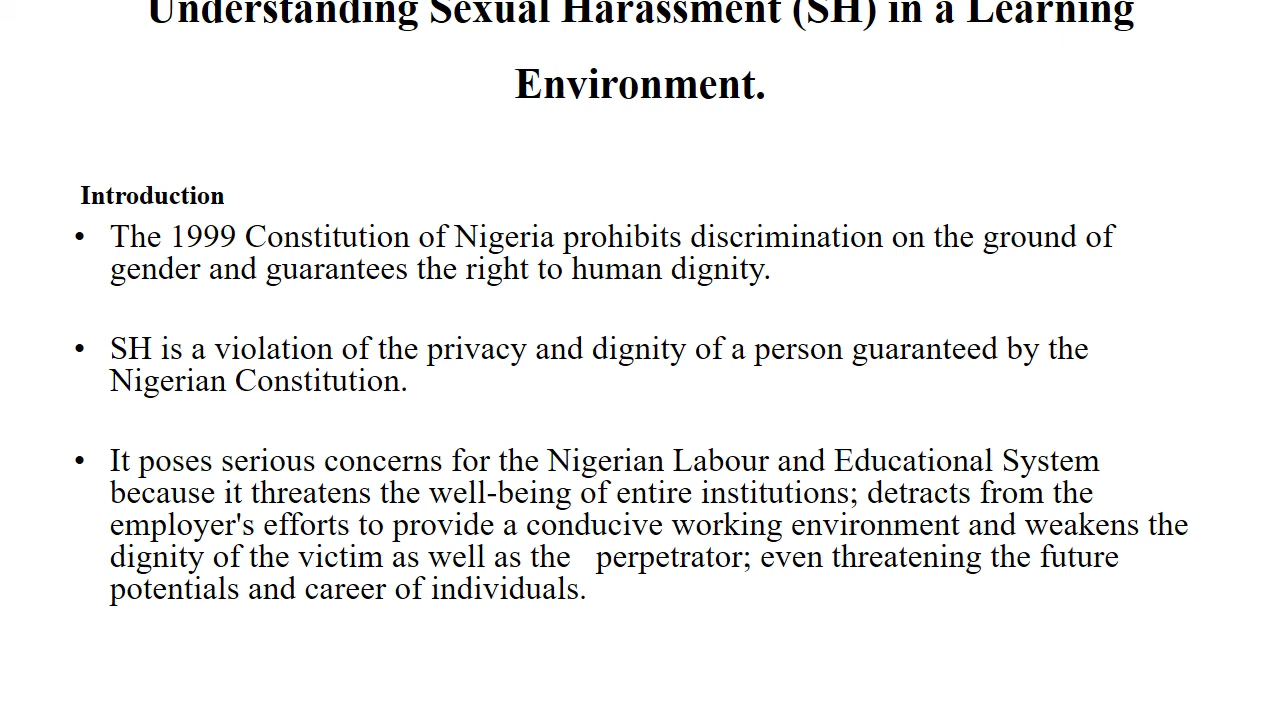 Understanding Sexual Harassment (SH) in a Learning
Environment.
Introduction
• The 1999 Constitution of Nigeria prohibits discrimination on the ground of
gender and guarantees the right to human dignity.
• SH is a violation of the privacy and dignity of a person guaranteed by the
Nigerian Constitution.
• It poses serious concerns for the Nigerian Labour and Educational System
because it threatens the well-being of entire institutions; detracts from the
employer's efforts to provide a conducive working environment and weakens the
dignity of the victim as well as the   perpetrator; even threatening the future
potentials and career of individuals.